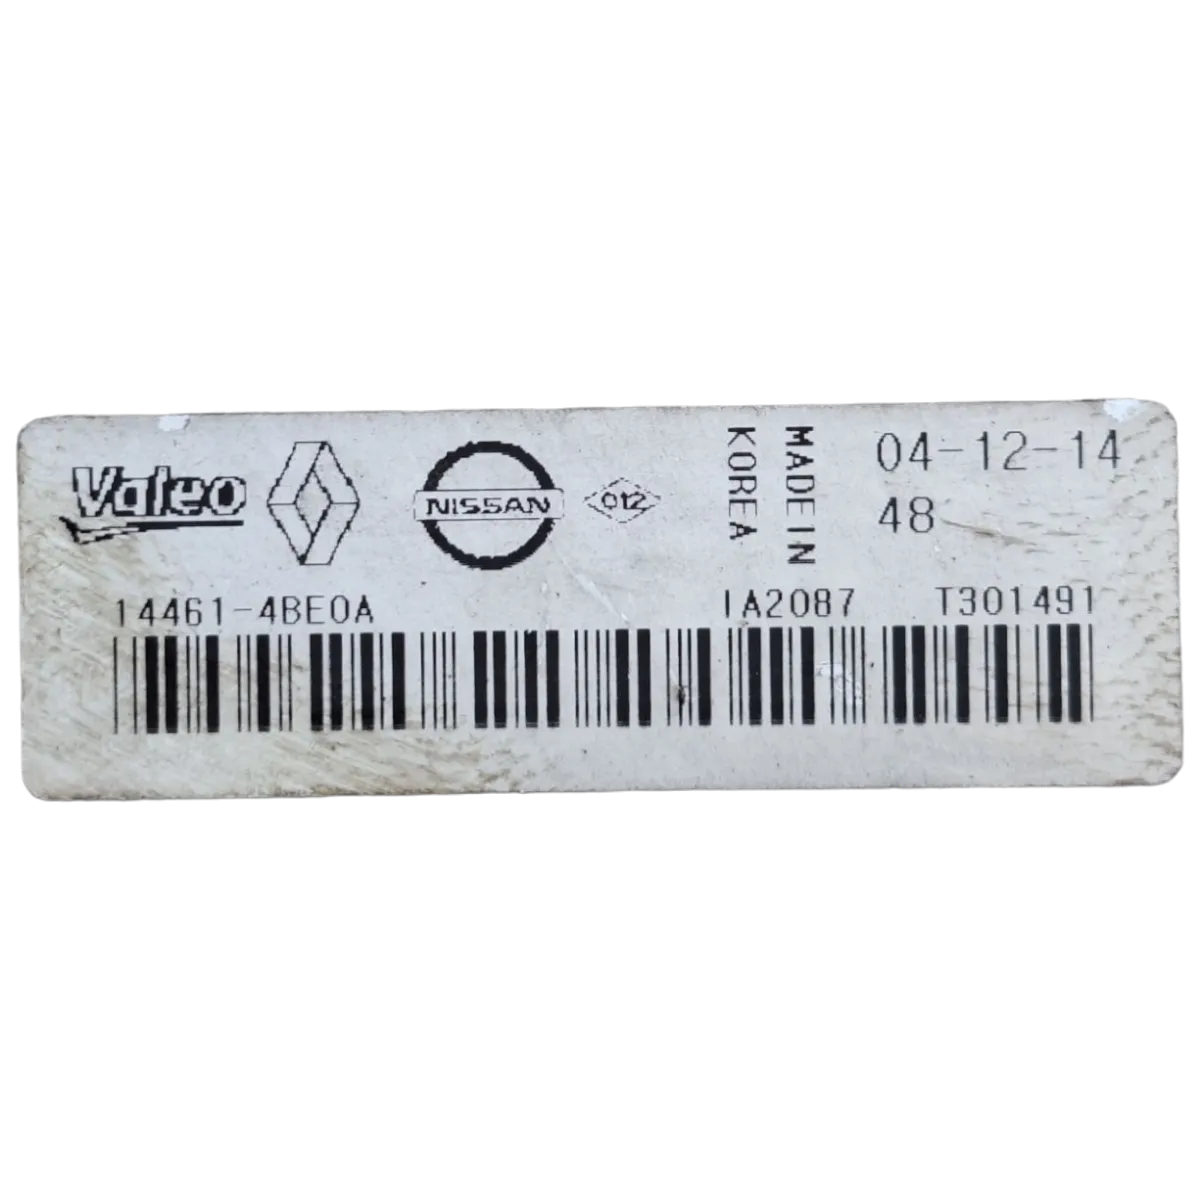 Valeo
NISSAN
012
MADE IN
KOREA
04-12-14
48
14461-4BE0A
IA2087
T301491